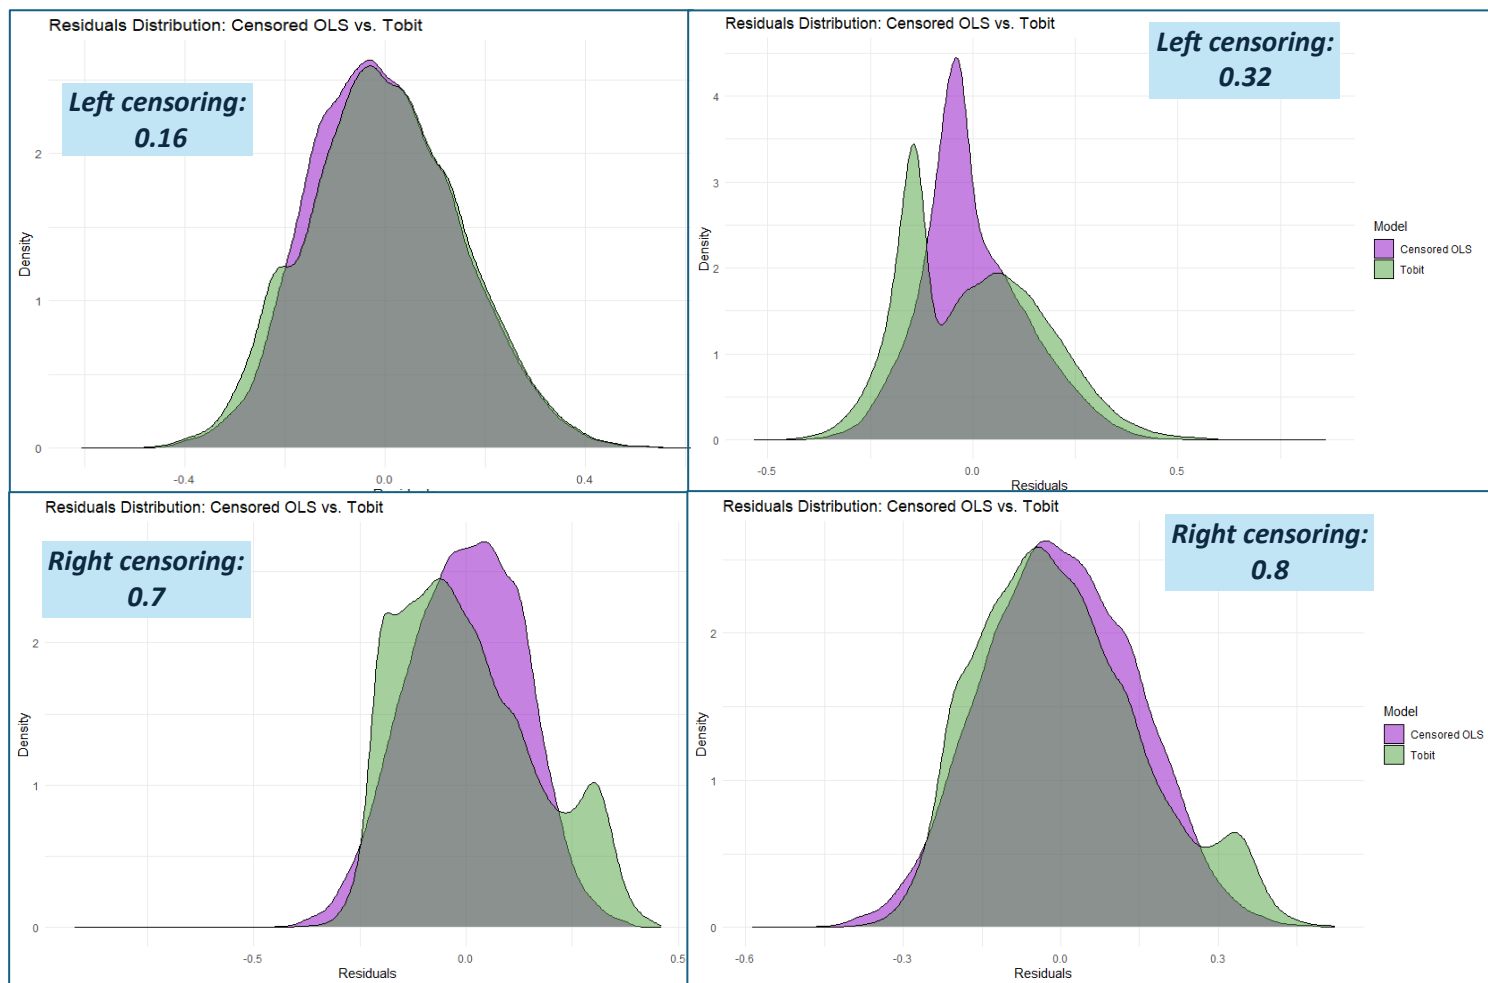 Residuals Distribution: Censored OLS vs. Tobit
Left censoring:
0.16
Density
2
1
0
-0.4
0.0
0.4
Residuals Distribution: Censored OLS vs. Tobit
Left censoring:
0.32
Density
4
3
2
1
0
-0.5
0.0
0.5
Residuals
Model
Censored OLS
Tobit
Residuals Distribution: Censored OLS vs. Tobit
Right censoring:
0.7
Density
2
1
0
-0.5
0.0
0.5
Residuals
Residuals Distribution: Censored OLS vs. Tobit
Right censoring:
0.8
Density
2
1
0
-0.6
-0.3
0.0
0.3
Residuals
Model
Censored OLS
Tobit